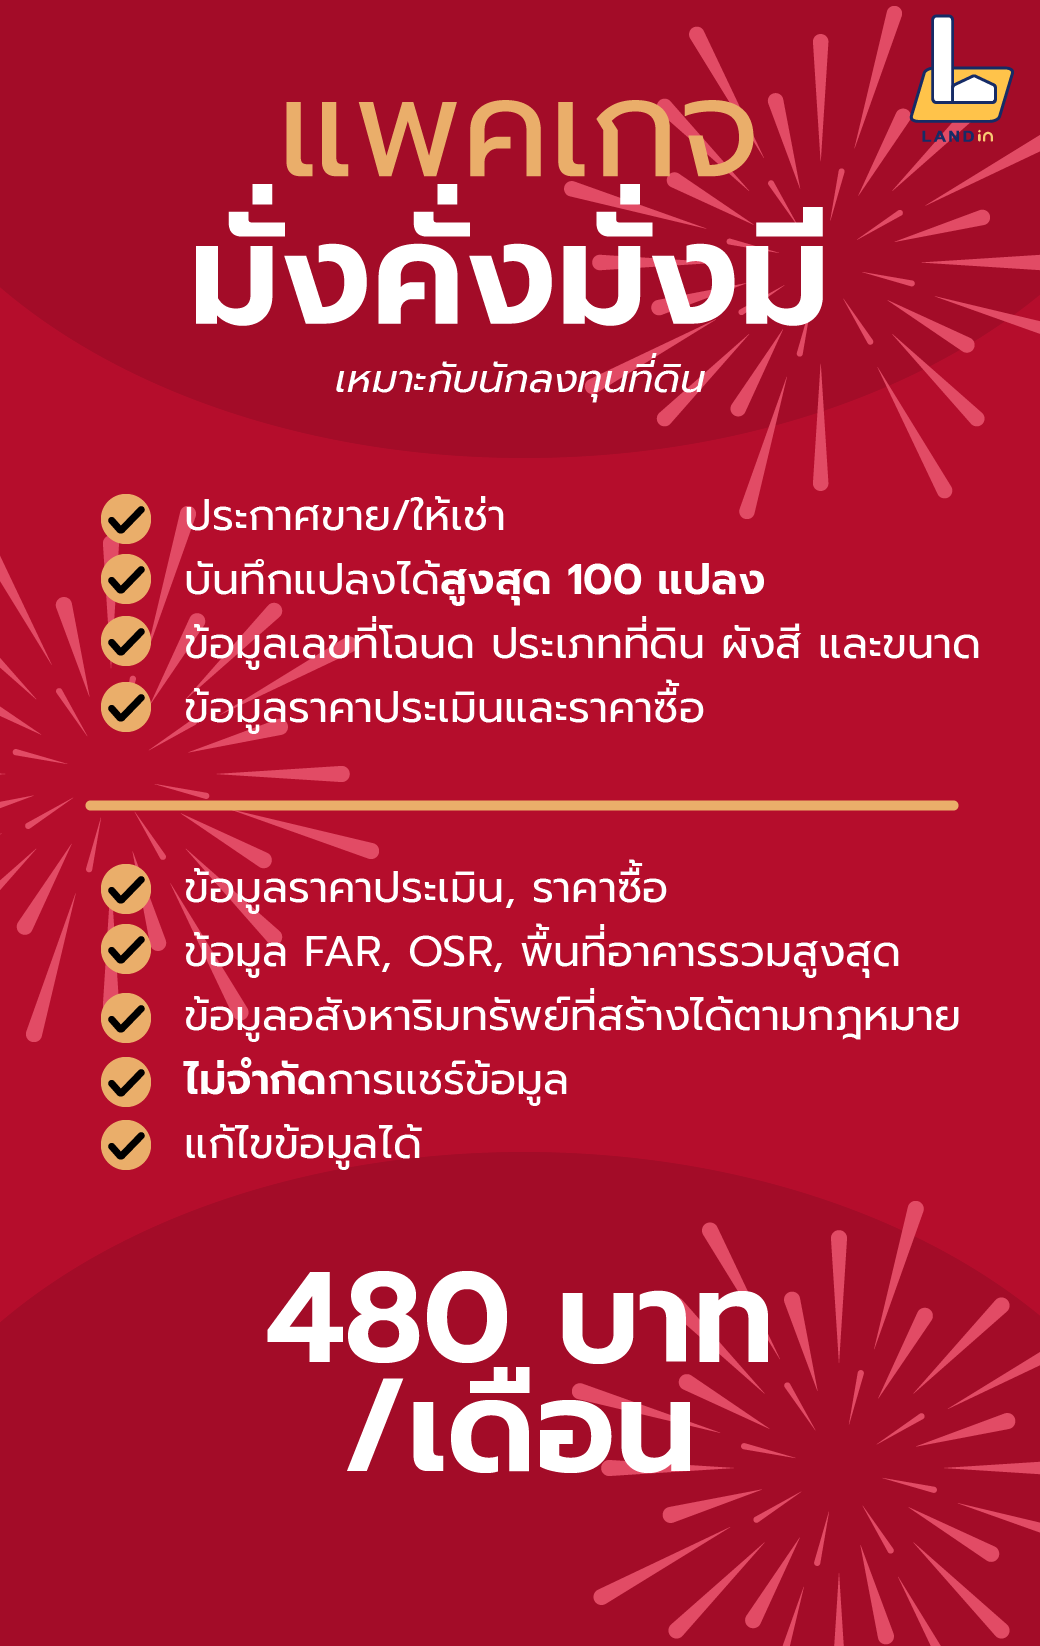 LANDin
แพคเกจ
มั่งคั่งมั่งมี
เหมาะกับนักลงทุนที่ดิน
ประกาศขาย/ให้เช่า
บันทึกแปลงได้สูงสุด 100 แปลง
ข้อมูลเลขที่โฉนด ประเภทที่ดิน ผังสี และขนาด
ข้อมูลราคาประเมินและราคาซื้อ
ข้อมูลราคาประเมิน, ราคาซื้อ
ข้อมูล FAR, OSR, พื้นที่อาคารรวมสูงสุด
ข้อมูลอสังหาริมทรัพย์ที่สร้างได้ตามกฎหมาย
ไม่จำกัดการแชร์ข้อมูล
แก้ไขข้อมูลได้
480 บาท
/เดือน